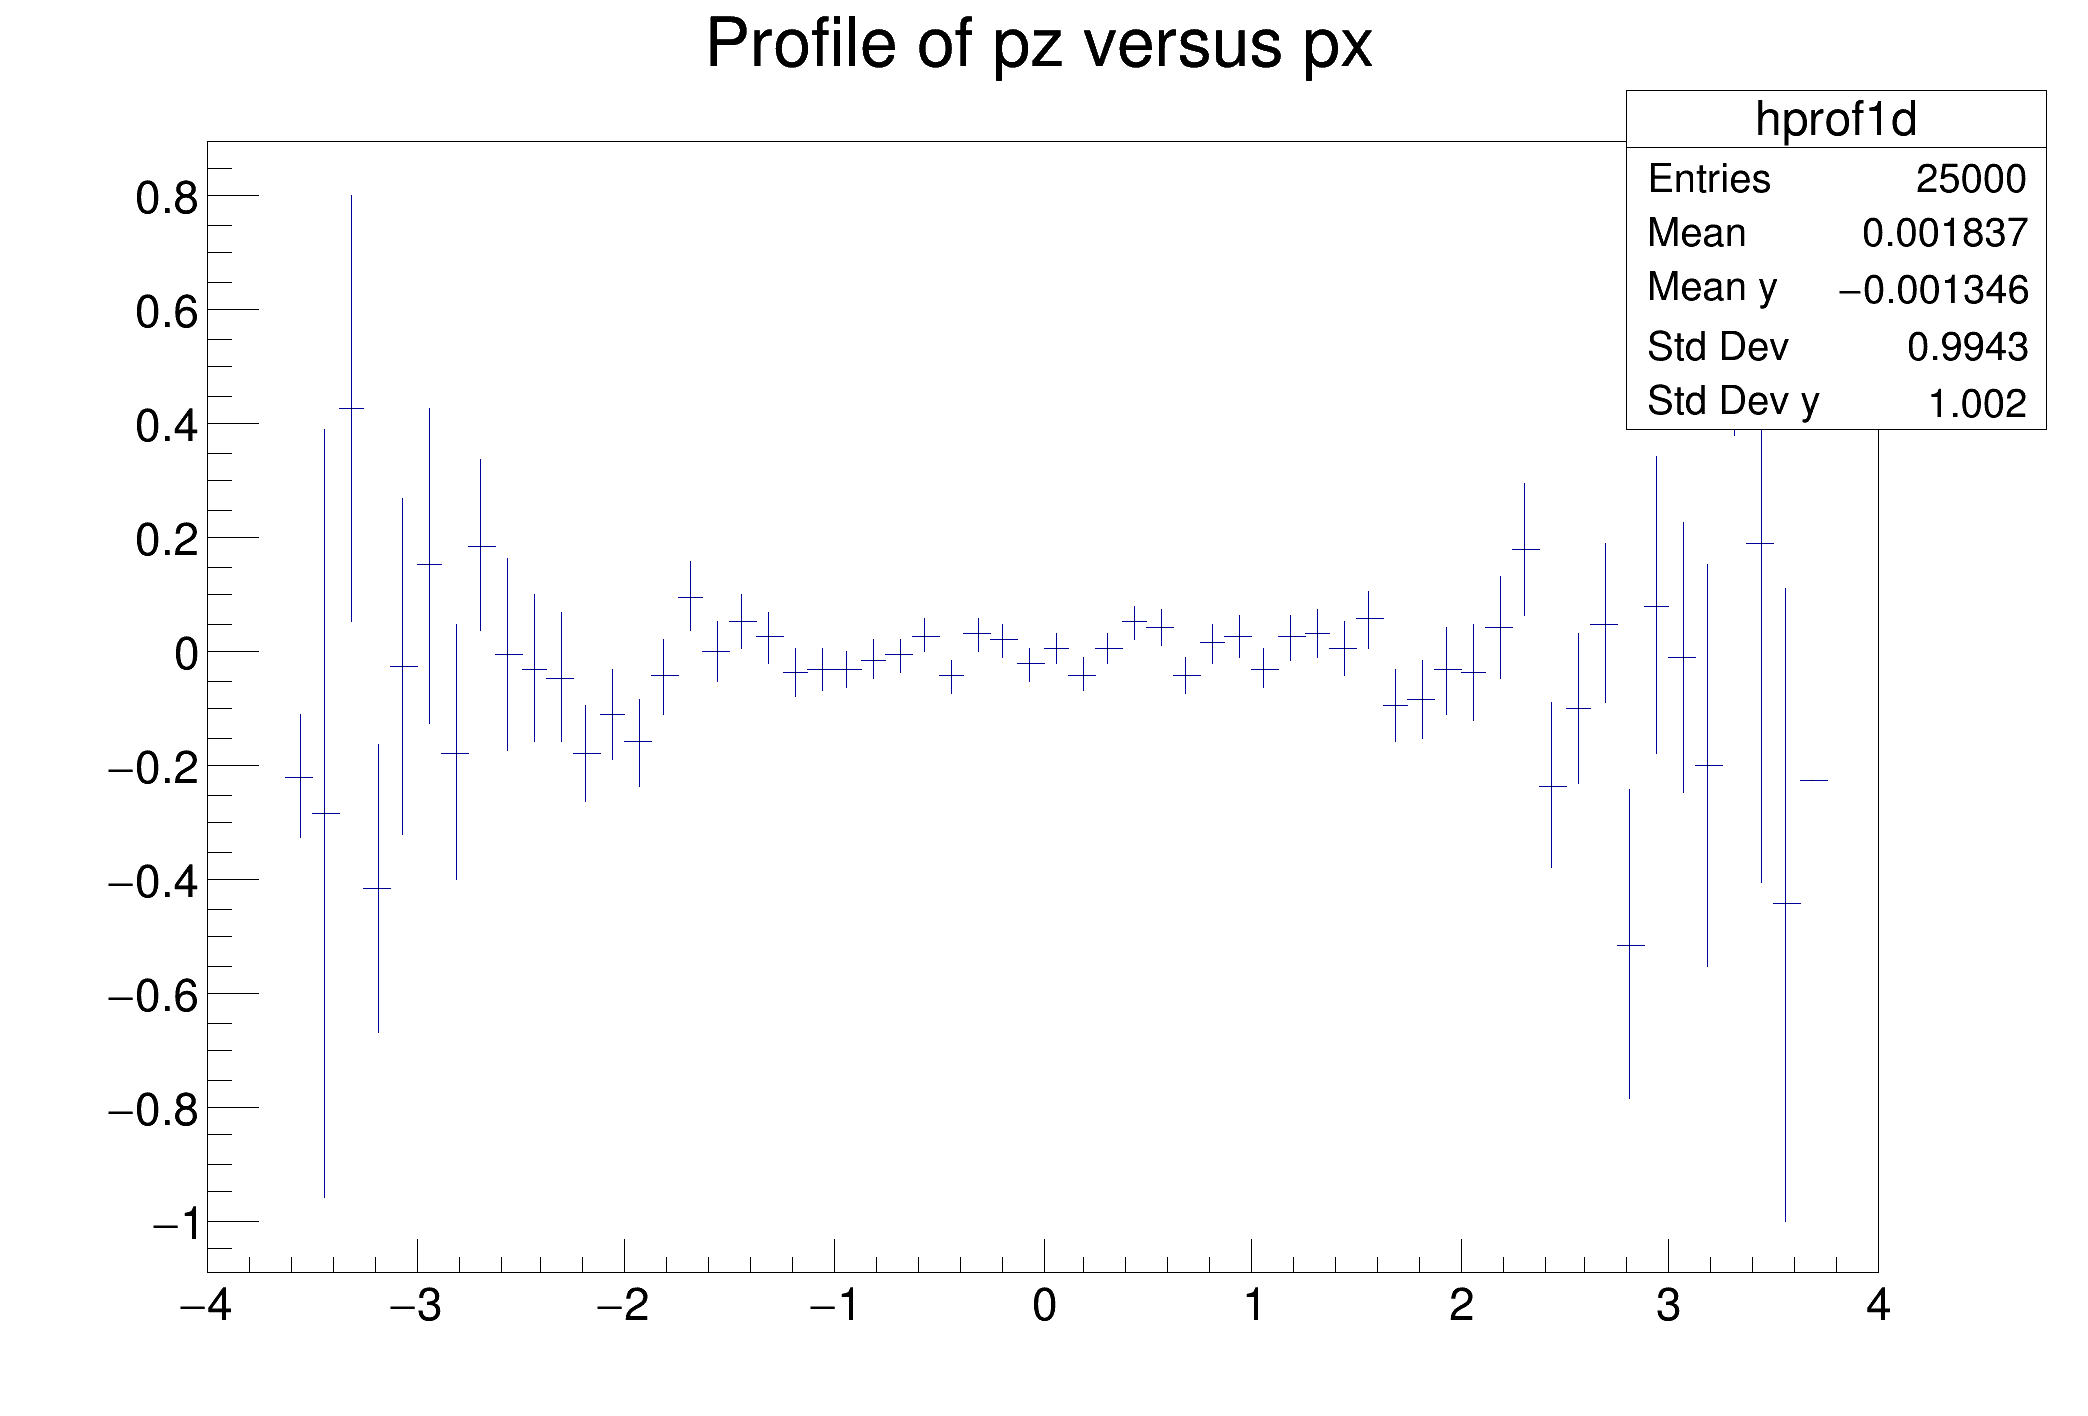 Profile of pz versus px
hprof1d
Entries 25000
Mean 0.001837
Mean y −0.001346
Std Dev 0.9943
Std Dev y 1.002
0.8
0.6
0.4
0.2
0
−0.2
−0.4
−0.6
−0.8
−1
−4 −3 −2 −1 0 1 2 3 4